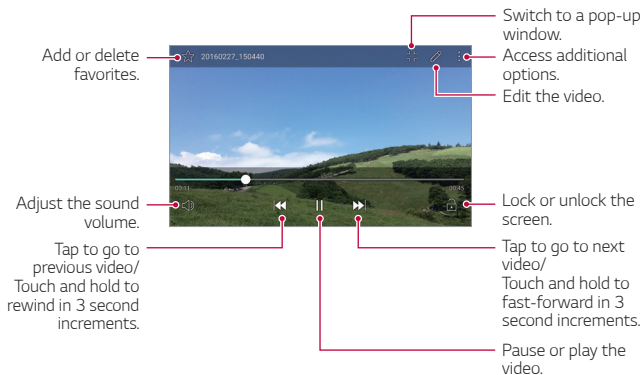 Switch to a pop-up
window.
Add or delete
favorites.
20160227_150440
Access additional
options.
Edit the video.
00:11
00:45
Adjust the sound
volume.
Lock or unlock the
screen.
Tap to go to
previous video/
Touch and hold to
rewind in 3 second
increments.
Tap to go to next
video/
Touch and hold to
fast-forward in 3
second increments.
Pause or play the
video.